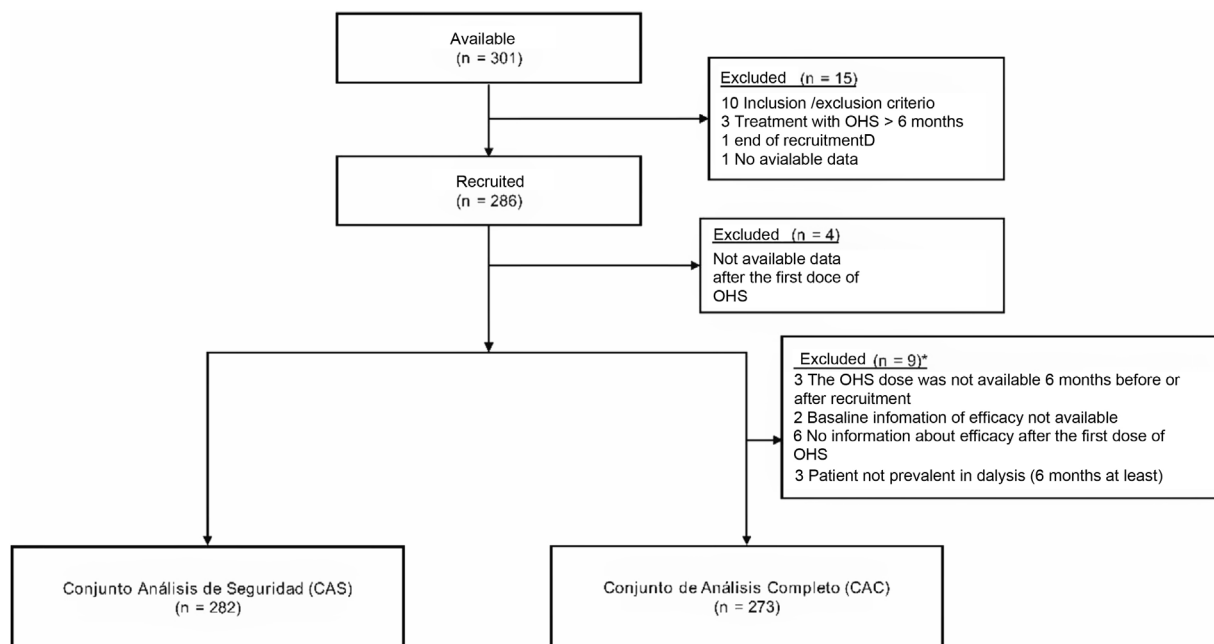 Available
(n = 301)
Excluded (n = 15)
10 Inclusion /exclusion criterio
3 Treatment with OHS > 6 months
1 end of recruitmentD
1 No avialable data
Recruited
(n = 286)
Excluded (n = 4)
Not available data
after the first doce of
OHS
Excluded (n = 9)*
3 The OHS dose was not available 6 months before or
after recruitment
2 Basaline infomation of efficacy not available
6 No information about efficacy after the first dose of
OHS
3 Patient not prevalent in dalysis (6 months at least)
Conjunto Análisis de Seguridad (CAS)
(n = 282)
Conjunto de Análisis Completo (CAC)
(n = 273)